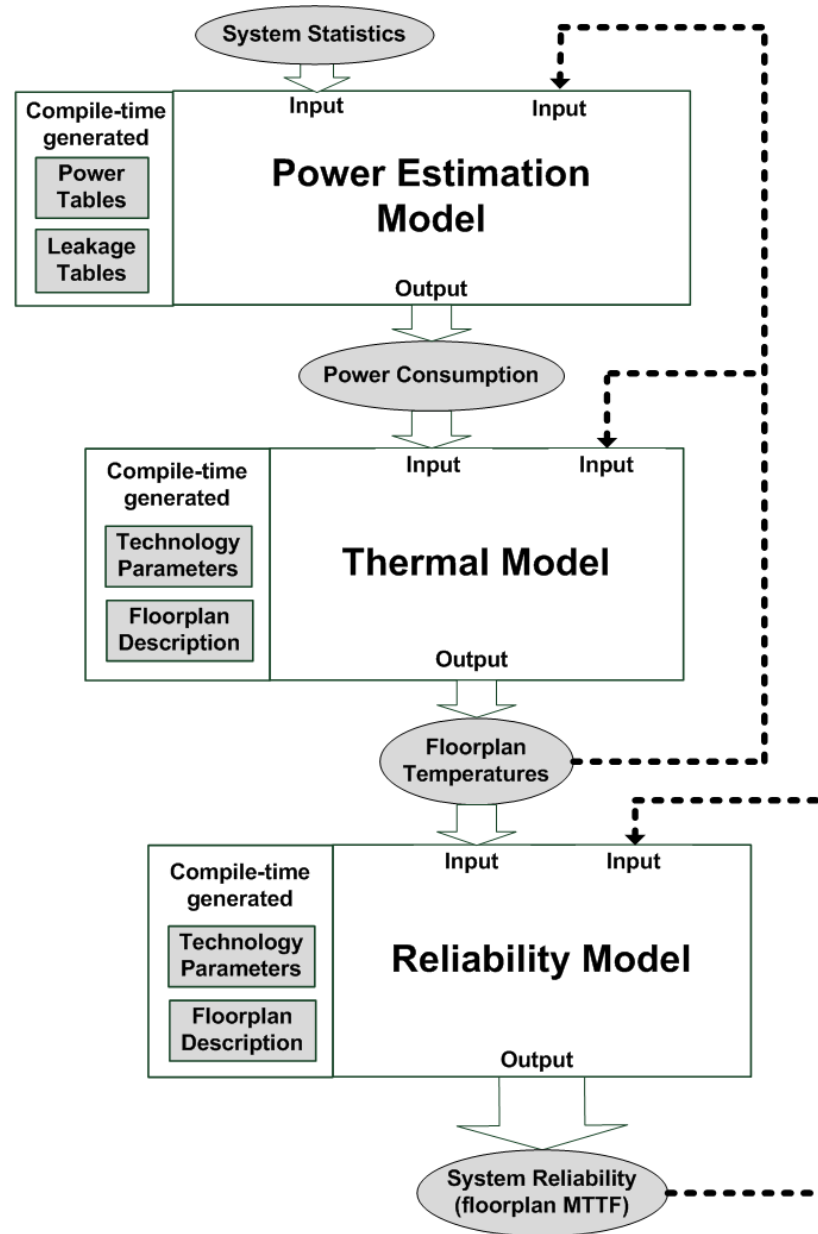 System Statistics
Input
Input
Compile-time
generated
Power
Tables
Leakage
Tables
Power Estimation
Model
Output
Power Consumption
Input
Input
Compile-time
generated
Technology
Parameters
Floorplan
Description
Thermal Model
Output
Floorplan
Temperatures
Input
Input
Compile-time
generated
Technology
Parameters
Floorplan
Description
Reliability Model
Output
System Reliability
(floorplan MTTF)